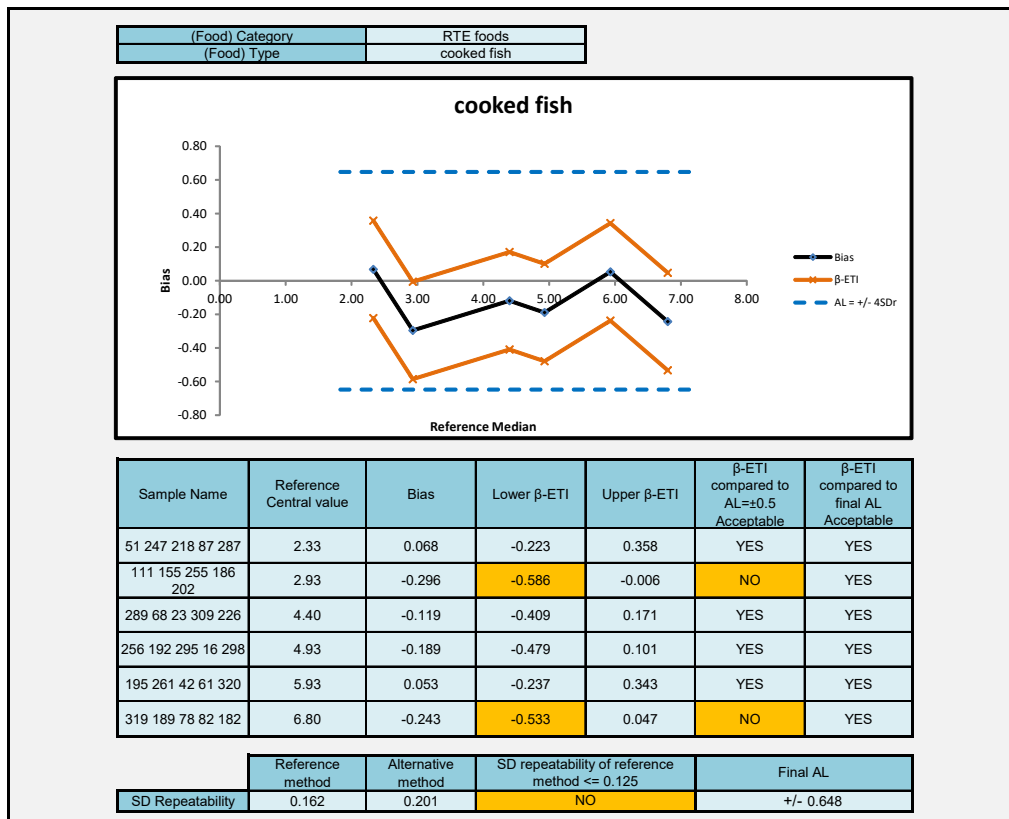 (Food) Category RTE foods
(Food) Type cooked fish
cooked fish
0.80
0.60
0.40
0.20
0.00
-0.20
-0.40
-0.60
-0.80
0.00 1.00 2.00 3.00 4.00 5.00 6.00 7.00 8.00
Bias
Reference Median
Bias
β-ETI
AL = +/- 4SDr
Sample Name Reference Central value Bias Lower β-ETI Upper β-ETI β-ETI compared to AL=±0.5 Acceptable β-ETI compared to final AL Acceptable
51 247 218 87 287 2.33 0.068 -0.223 0.358 YES YES
111 155 255 186 202 2.93 -0.296 -0.586 -0.006 NO YES
289 68 23 309 226 4.40 -0.119 -0.409 0.171 YES YES
256 192 295 16 298 4.93 -0.189 -0.479 0.101 YES YES
195 261 42 61 320 5.93 0.053 -0.237 0.343 YES YES
319 189 78 82 182 6.80 -0.243 -0.533 0.047 NO YES
Reference method Alternative method SD repeatability of reference method <= 0.125 Final AL
SD Repeatability 0.162 0.201 NO +/- 0.648